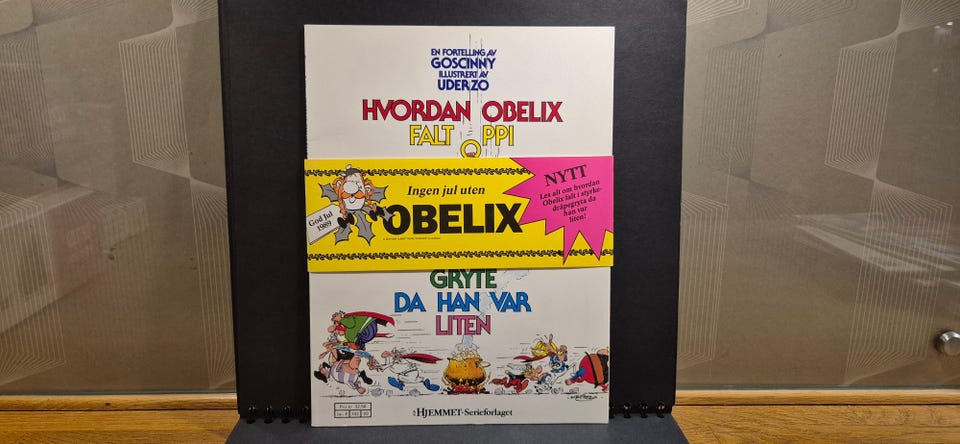 EN FORTELLING AV
GOSCINNY
ILLUSTRERT AV
UDERZO
HVORDAN OBELIX
FALT OPPI
Ingen jul uten
OBELIX
God Jul
1989
NYTT
Les alt om hvordan
Obelix falt i styrke-
dråpegryta da
han var
liten!
GRYTE
DA HAN VAR
LITEN
HJEMMET-Serieforlaget